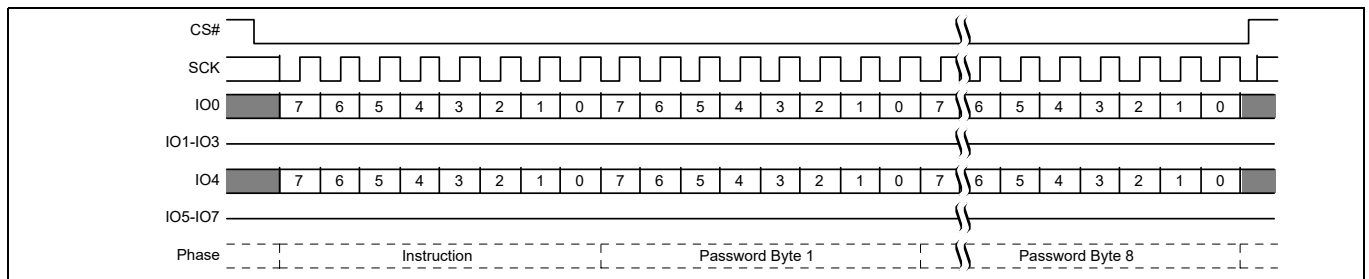 CS#
SCK
IO0 7 6 5 4 3 2 1 0 7 6 5 4 3 2 1 0 7 6 5 4 3 2 1 0
IO1-IO3
IO4 7 6 5 4 3 2 1 0 7 6 5 4 3 2 1 0 7 6 5 4 3 2 1 0
IO5-IO7
Phase Instruction Password Byte 1 Password Byte 8